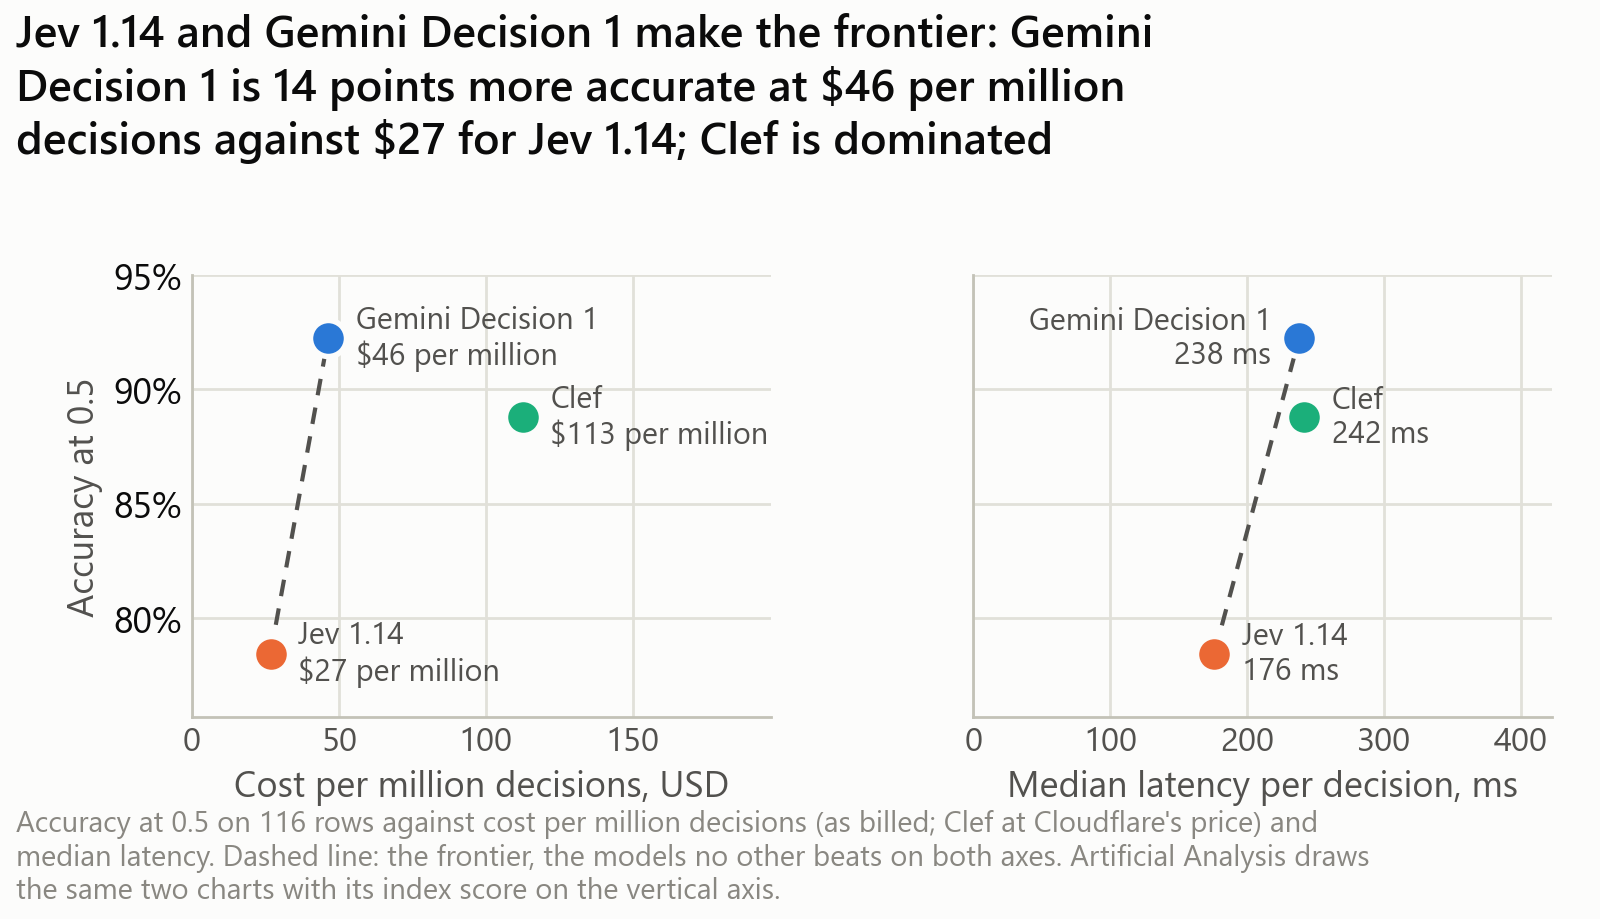 Jev 1.14 and Gemini Decision 1 make the frontier: Gemini
Decision 1 is 14 points more accurate at $46 per million
decisions against $27 for Jev 1.14; Clef is dominated
Accuracy at 0.5
95%
90%
85%
80%
Gemini Decision 1
$46 per million
Clef
$113 per million
Jev 1.14
$27 per million
0
50
100
150
Cost per million decisions, USD
Gemini Decision 1
238 ms
Clef
242 ms
Jev 1.14
176 ms
0
100
200
300
400
Median latency per decision, ms
Accuracy at 0.5 on 116 rows against cost per million decisions (as billed; Clef at Cloudflare's price) and
median latency. Dashed line: the frontier, the models no other beats on both axes. Artificial Analysis draws
the same two charts with its index score on the vertical axis.